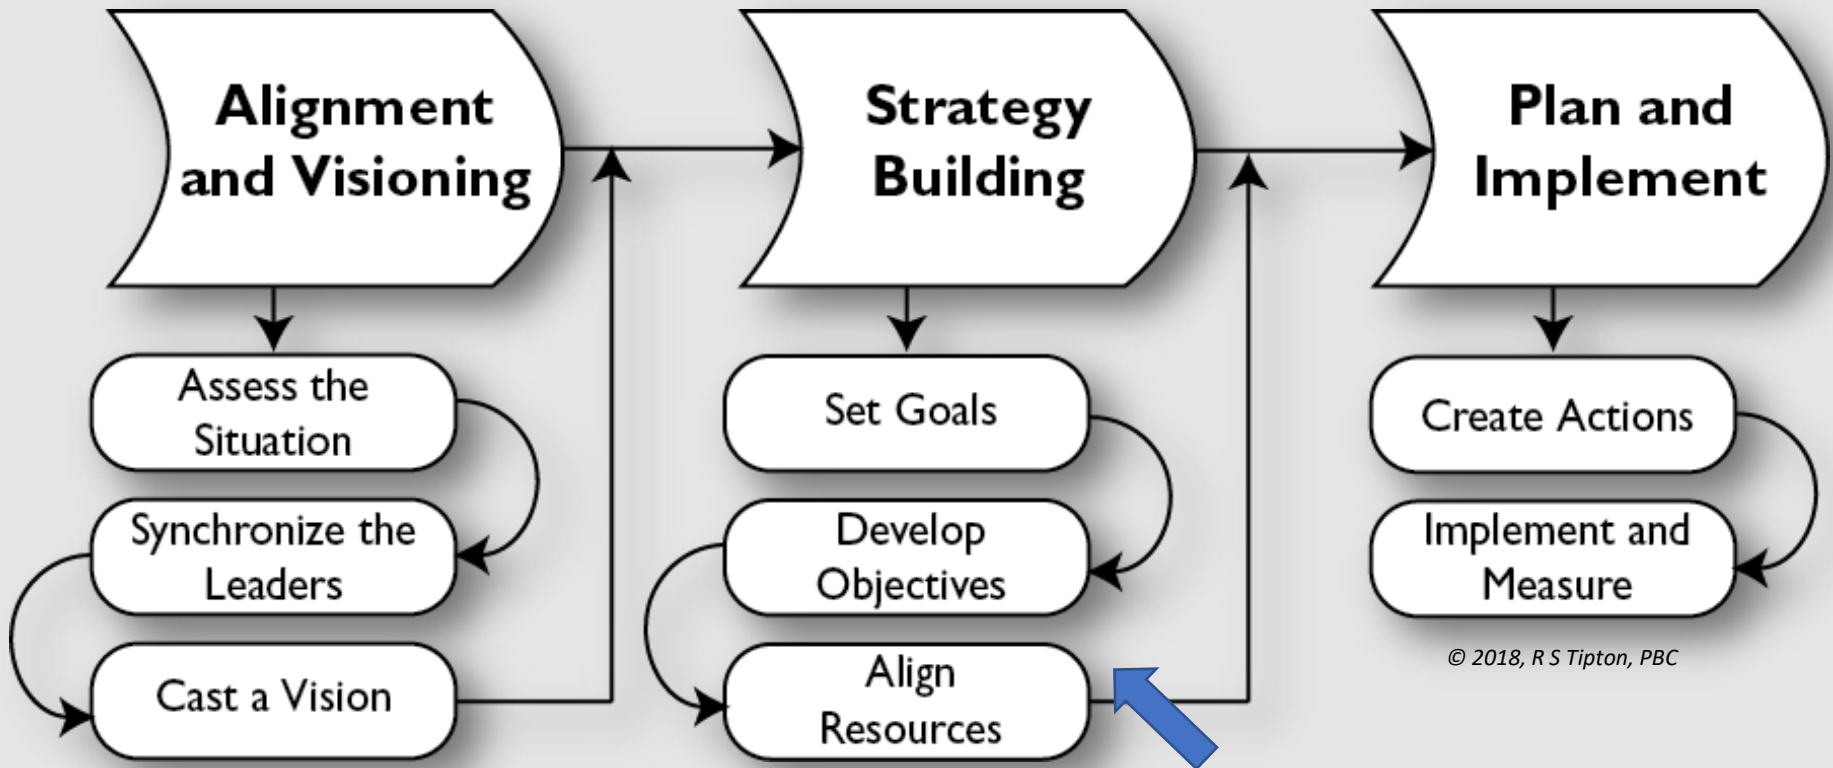 Alignment
and Visioning
Assess the
Situation
Synchronize the
Leaders
Cast a Vision
Strategy
Building
Set Goals
Develop
Objectives
Align
Resources
Plan and
Implement
Create Actions
Implement and
Measure
© 2018, R S Tipton, PBC